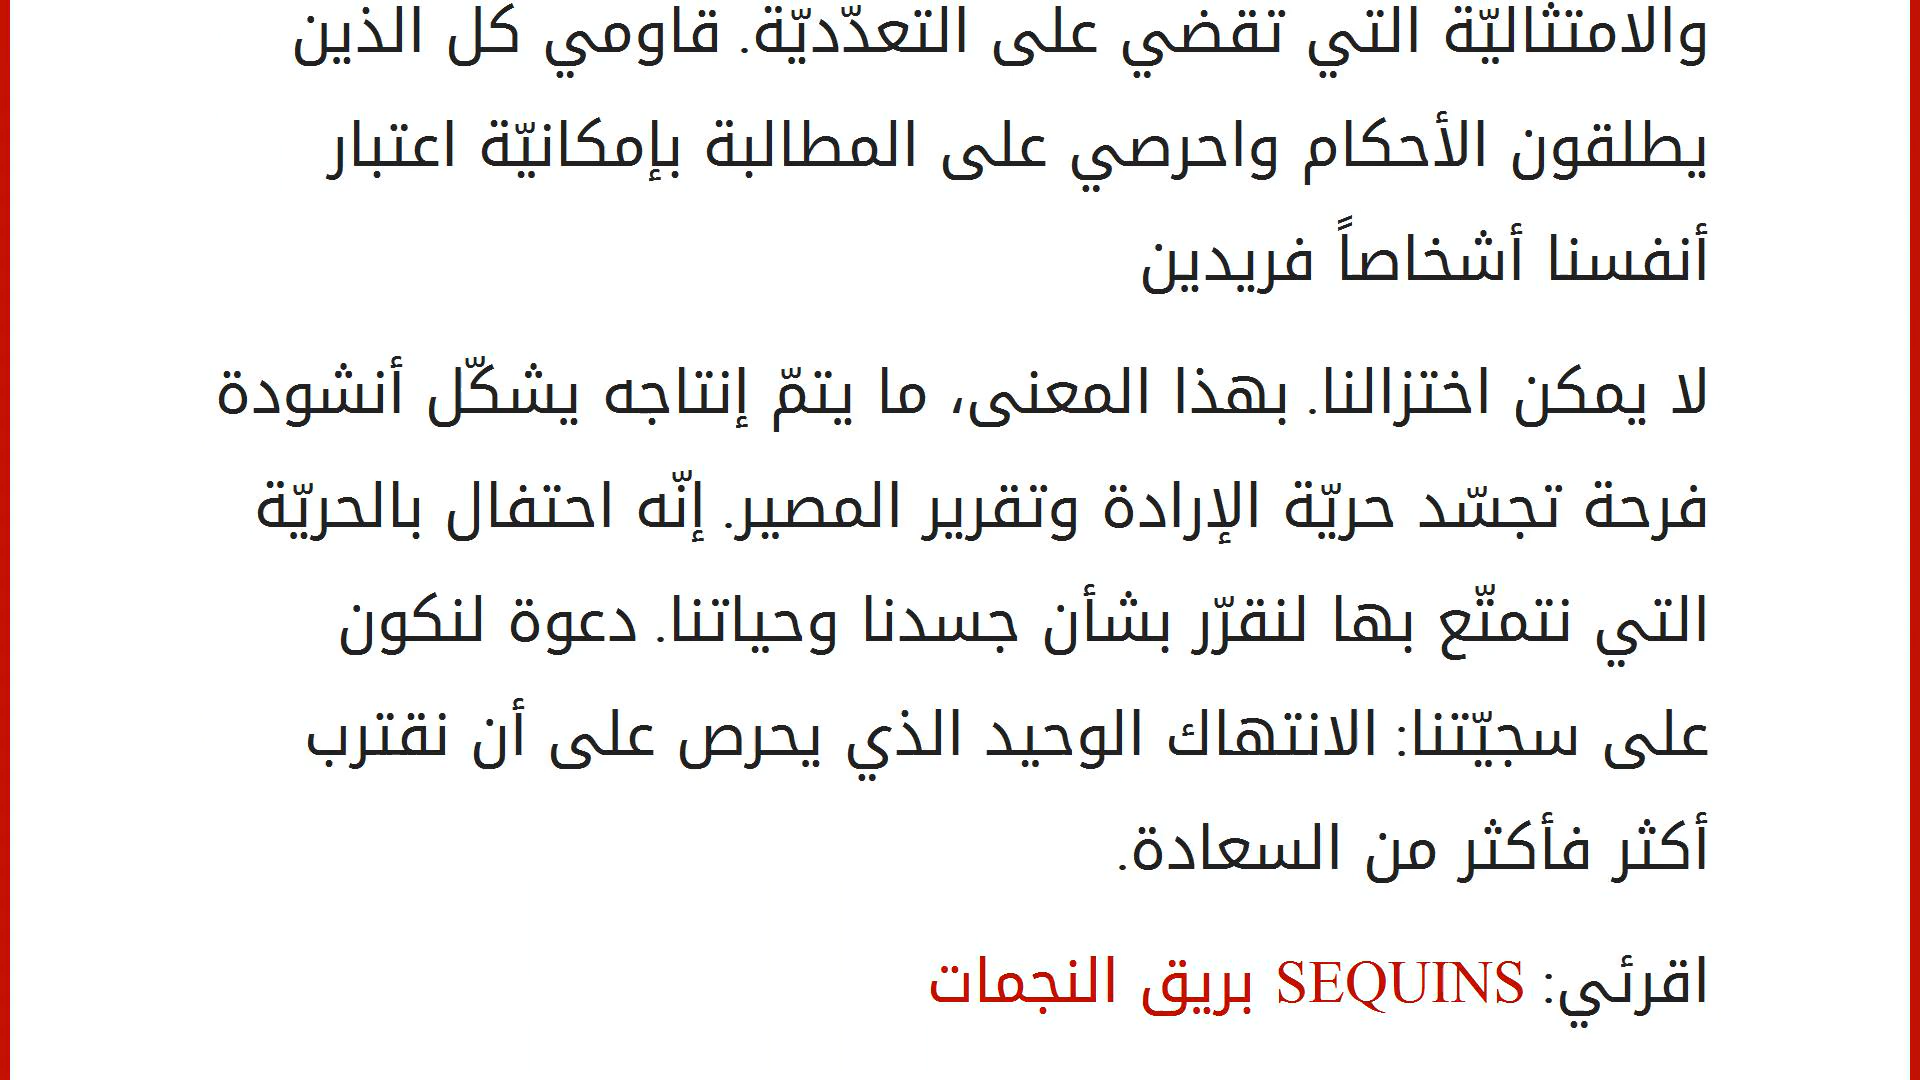 والامتثاليّة التي تقضي على التعدّديّة. قاومي كل الذين
يطلقون الأحكام واحرصي على المطالبة بإمكانيّة اعتبار
أنفسنا أشخاصاً فريدين
لا يمكن اختزالنا. بهذا المعنى، ما يتمّ إنتاجه يشكّل أنشودة
فرحة تجسّد حريّة الإرادة وتقرير المصير. إنّه احتفال بالحريّة
التي نتمتّع بها لنقرّر بشأن جسدنا وحياتنا. دعوة لنكون
على سجيّتنا: الانتهاك الوحيد الذي يحرص على أن نقترب
أكثر فأكثر من السعادة.
اقرئي: SEQUINS بريق النجمات